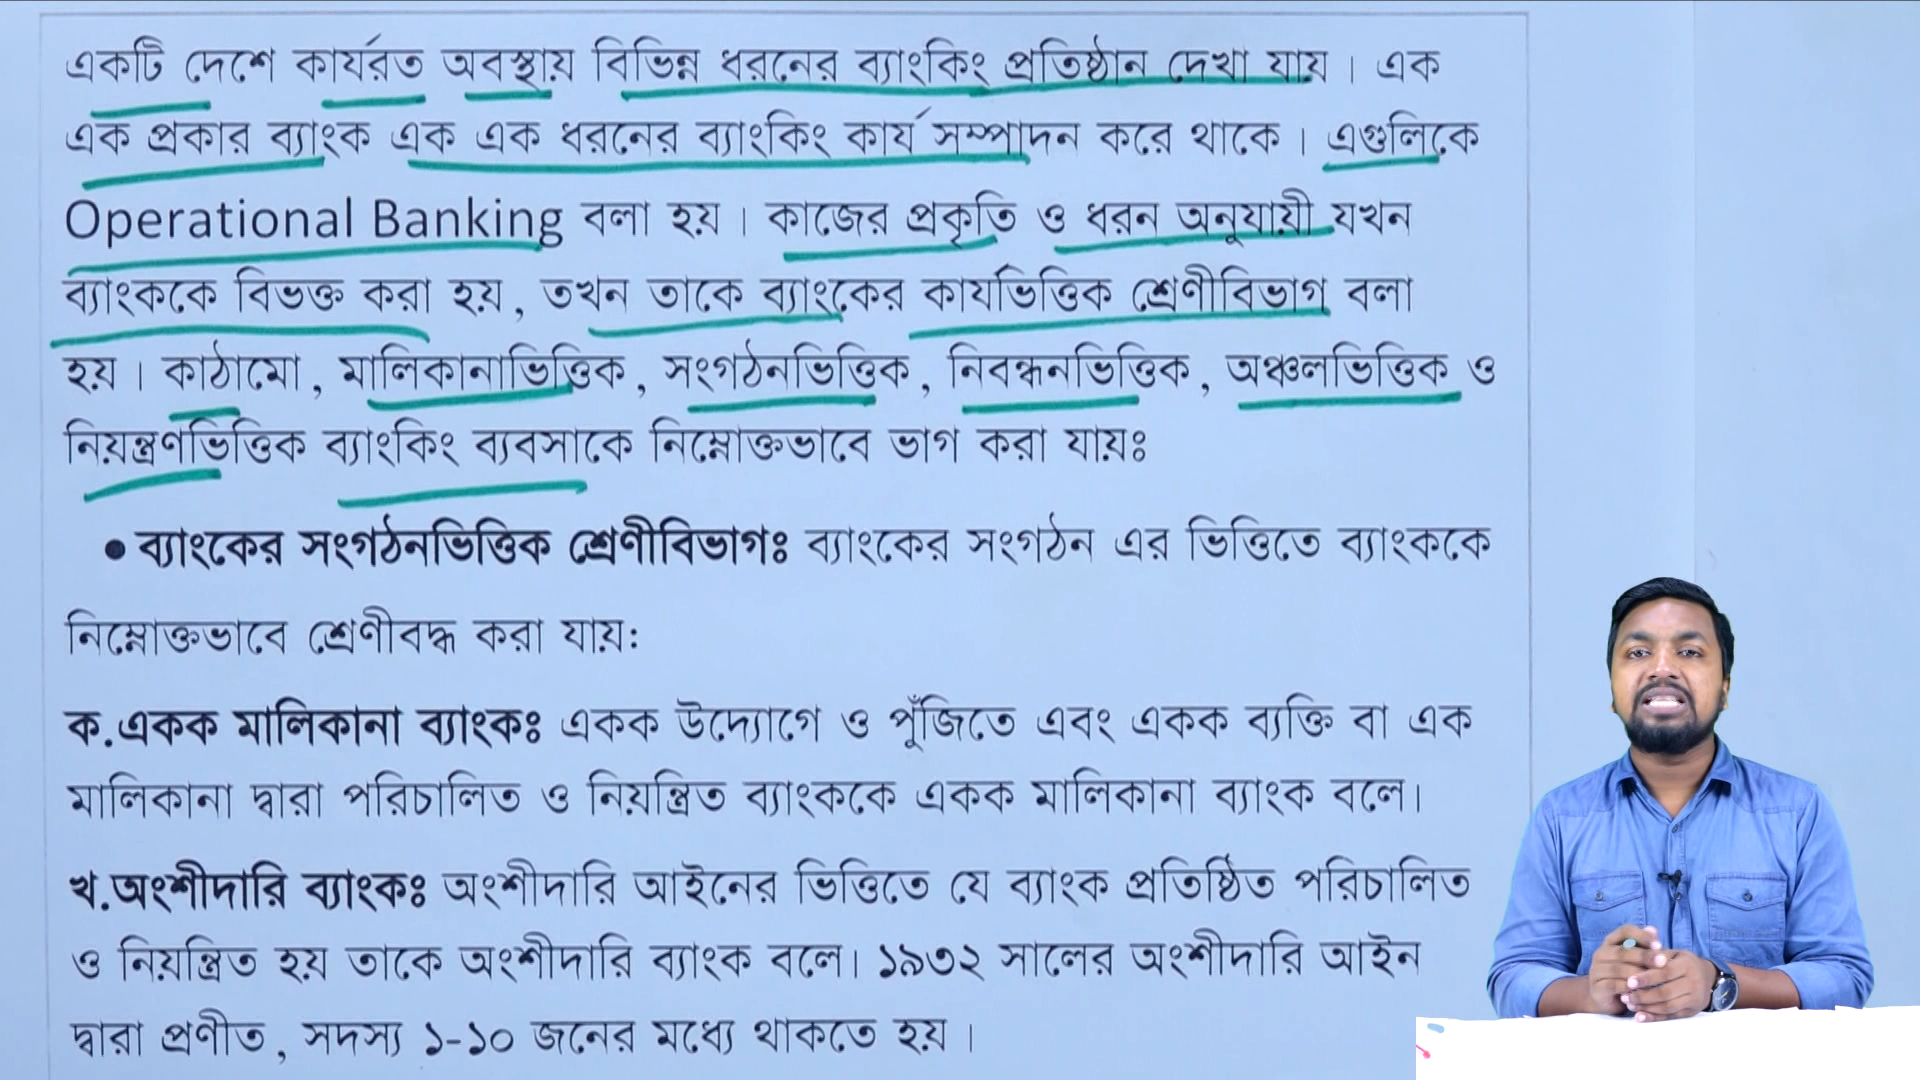 একটি দেশে কার্যরত অবস্থায় বিভিন্ন ধরনের ব্যাংকিং প্রতিষ্ঠান দেখা যায়। এক
এক প্রকার ব্যাংক এক এক ধরনের ব্যাংকিং কার্য সম্পাদন করে থাকে। এগুলিকে
Operational Banking বলা হয়। কাজের প্রকৃতি ও ধরন অনুযায়ী যখন
ব্যাংককে বিভক্ত করা হয়, তখন তাকে ব্যাংকের কার্যভিত্তিক শ্রেণীবিভাগ বলা
হয়। কাঠামো, মালিকানাভিত্তিক, সংগঠনভিত্তিক, নিবন্ধনভিত্তিক, অঞ্চলভিত্তিক ও
নিয়ন্ত্রণভিত্তিক ব্যাংকিং ব্যবসাকে নিম্নোক্তভাবে ভাগ করা যায়ঃ
• ব্যাংকের সংগঠনভিত্তিক শ্রেণীবিভাগঃ ব্যাংকের সংগঠন এর ভিত্তিতে ব্যাংককে
নিম্নোক্তভাবে শ্রেণীবদ্ধ করা যায়:
ক.একক মালিকানা ব্যাংকঃ একক উদ্যোগে ও পুঁজিতে এবং একক ব্যক্তি বা এক
মালিকানা দ্বারা পরিচালিত ও নিয়ন্ত্রিত ব্যাংককে একক মালিকানা ব্যাংক বলে।
খ.অংশীদারি ব্যাংকঃ অংশীদারি আইনের ভিত্তিতে যে ব্যাংক প্রতিষ্ঠিত পরিচালিত
ও নিয়ন্ত্রিত হয় তাকে অংশীদারি ব্যাংক বলে। ১৯৩২ সালের অংশীদারি আইন
দ্বারা প্রণীত, সদস্য ১-১০ জনের মধ্যে থাকতে হয়।